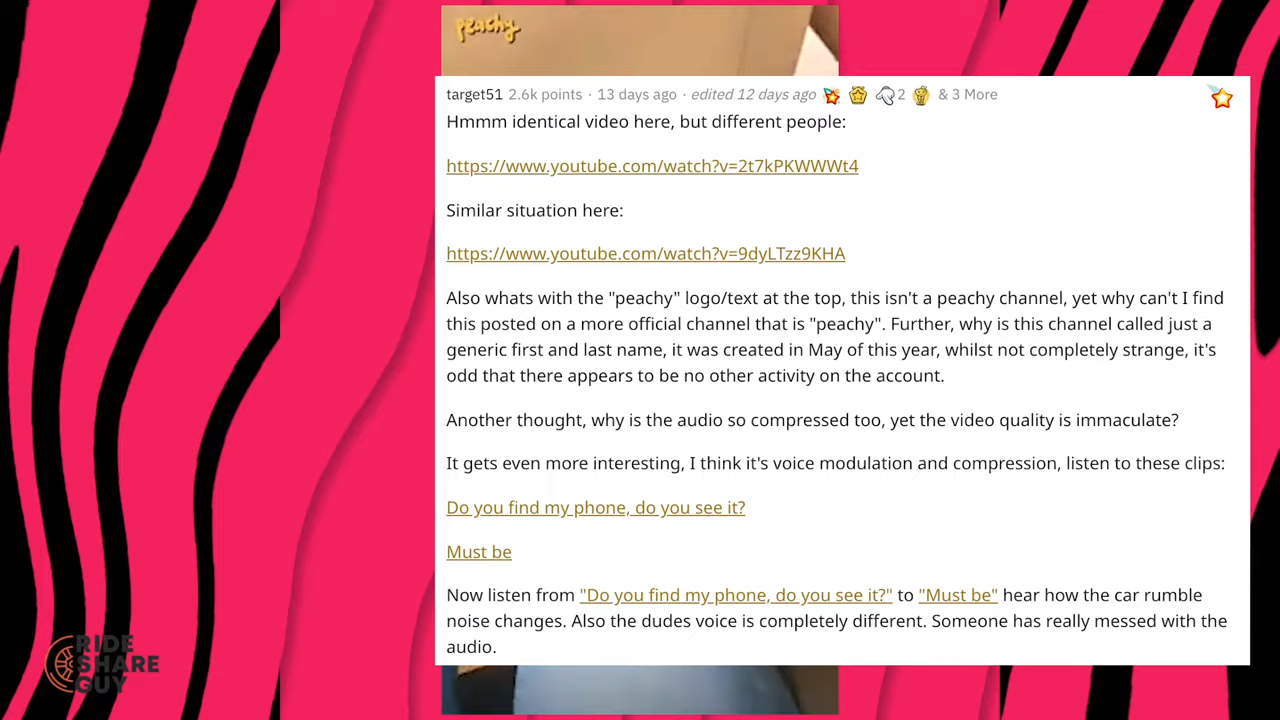 peachy
target51 2.6k points · 13 days ago · edited 12 days ago 2 & 3 More
Hmmm identical video here, but different people:
https://www.youtube.com/watch?v=2t7kPKWWWt4
Similar situation here:
https://www.youtube.com/watch?v=9dyLTzz9KHA
Also whats with the "peachy" logo/text at the top, this isn't a peachy channel, yet why can't I find
this posted on a more official channel that is "peachy". Further, why is this channel called just a
generic first and last name, it was created in May of this year, whilst not completely strange, it's
odd that there appears to be no other activity on the account.
Another thought, why is the audio so compressed too, yet the video quality is immaculate?
It gets even more interesting, I think it's voice modulation and compression, listen to these clips:
Do you find my phone, do you see it?
Must be
Now listen from "Do you find my phone, do you see it?" to "Must be" hear how the car rumble
noise changes. Also the dudes voice is completely different. Someone has really messed with the
audio.
RIDE
SHARE
GUY